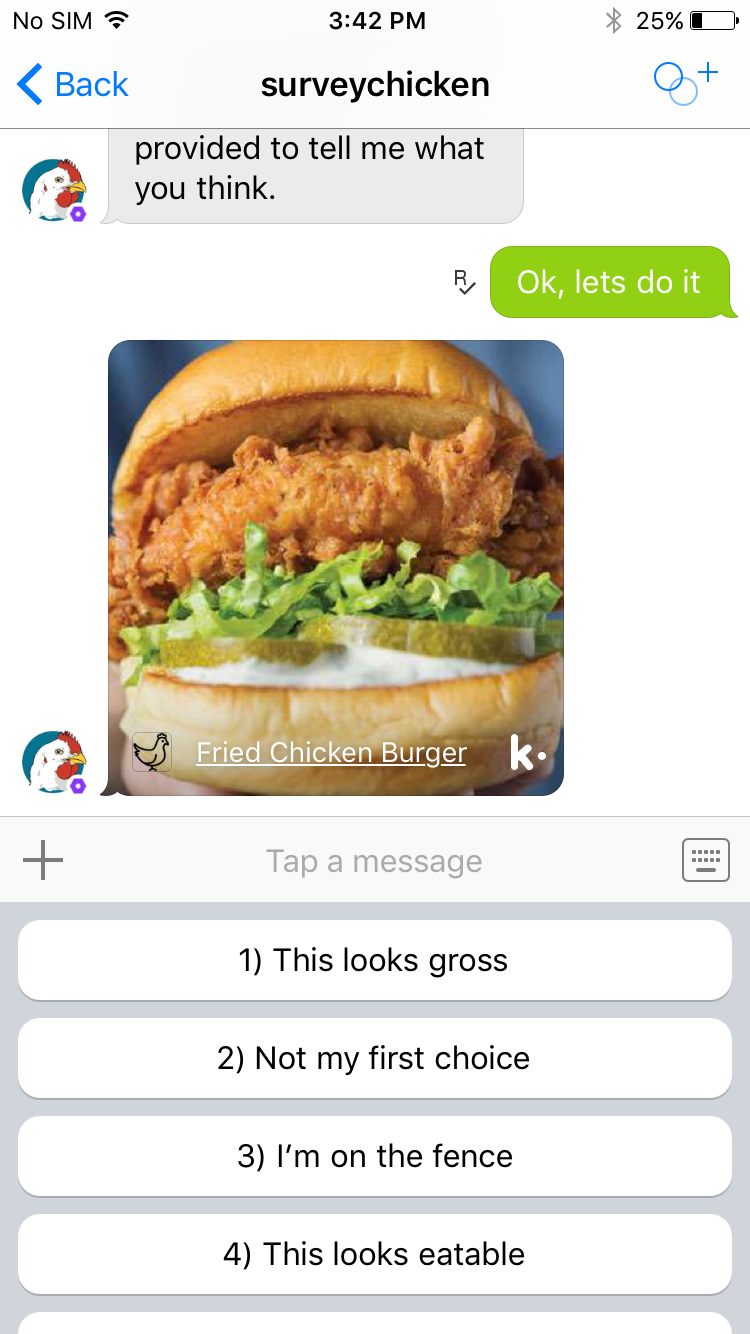 No SIM 3:42 PM 25%
Back surveychicken
provided to tell me what
you think.
R Ok, lets do it
Fried Chicken Burger k.
Tap a message
1) This looks gross
2) Not my first choice
3) I’m on the fence
4) This looks eatable